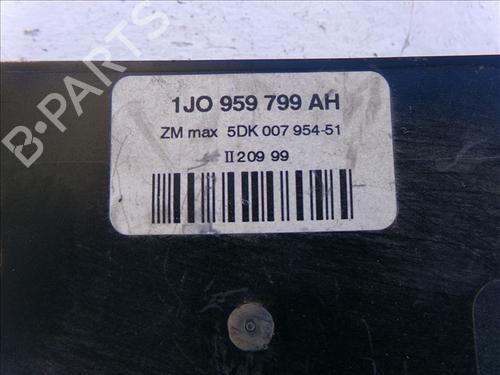 B-PARTS
1JO 959 799 AH
ZM max 5DK 007 954-51
II 209 99